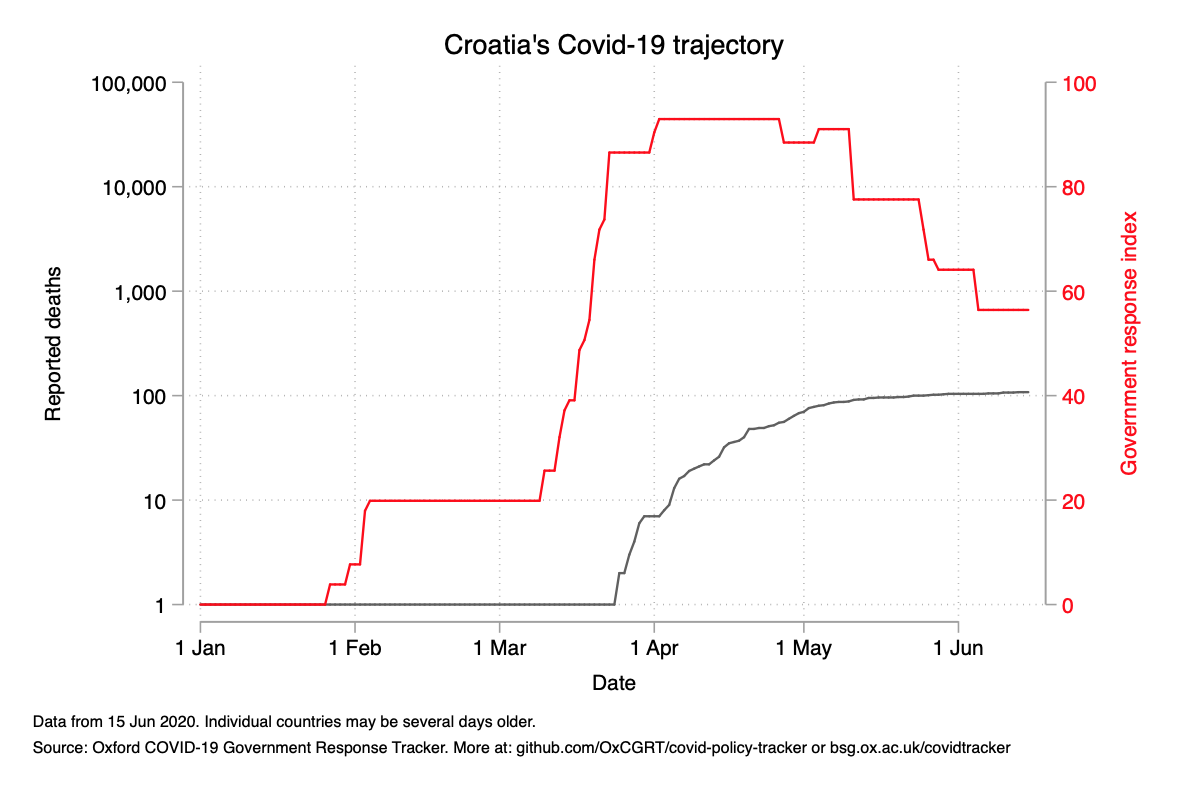 Croatia's Covid-19 trajectory
100,000
10,000
1,000
100
10
1
Reported deaths
100
80
60
40
20
0
Government response index
1 Jan
1 Feb
1 Mar
1 Apr
1 May
1 Jun
Date
Data from 15 Jun 2020. Individual countries may be several days older.
Source: Oxford COVID-19 Government Response Tracker. More at: github.com/OxCGRT/covid-policy-tracker or bsg.ox.ac.uk/covidtracker